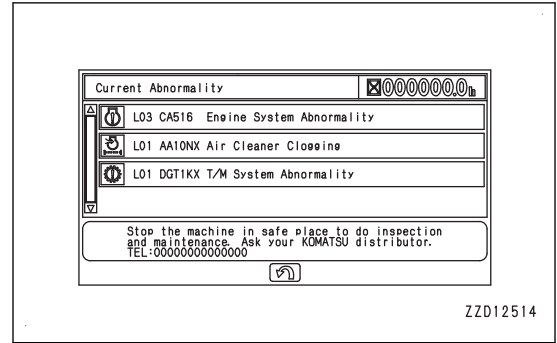 Current Abnormality
000000.0h
L03 CA516 Engine System Abnormality
L01 AA10NX Air Cleaner Clogging
L01 DGT1KX T/M System Abnormality
Stop the machine in safe place to do inspection
and maintenance. Ask your KOMATSU distributor.
TEL:00000000000000
ZZD12514